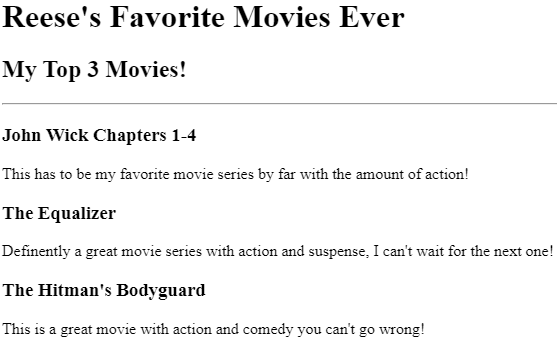 Reese's Favorite Movies Ever
My Top 3 Movies!
John Wick Chapters 1-4
This has to be my favorite movie series by far with the amount of action!
The Equalizer
Definently a great movie series with action and suspense, I can't wait for the next one!
The Hitman's Bodyguard
This is a great movie with action and comedy you can't go wrong!